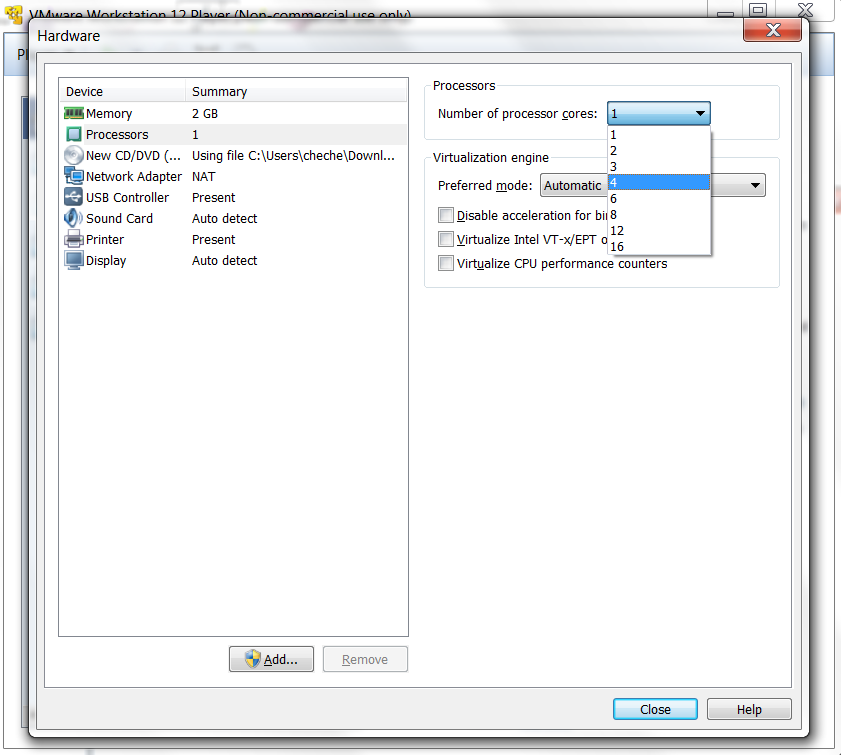 VMware Workstation 12 Player (Non-commercial use only)
Hardware
Device Summary
Memory 2 GB
Processors 1
New CD/DVD (... Using file C:\Users\cheche\Downl...
Network Adapter NAT
USB Controller Present
Sound Card Auto detect
Printer Present
Display Auto detect
Add... Remove
Processors
Number of processor cores: 1
1
2
3
4
6
8
12
16
Virtualization engine
Preferred mode: Automatic
Disable acceleration for bi
Virtualize Intel VT-x/EPT o
Virtualize CPU performance counters
Close Help